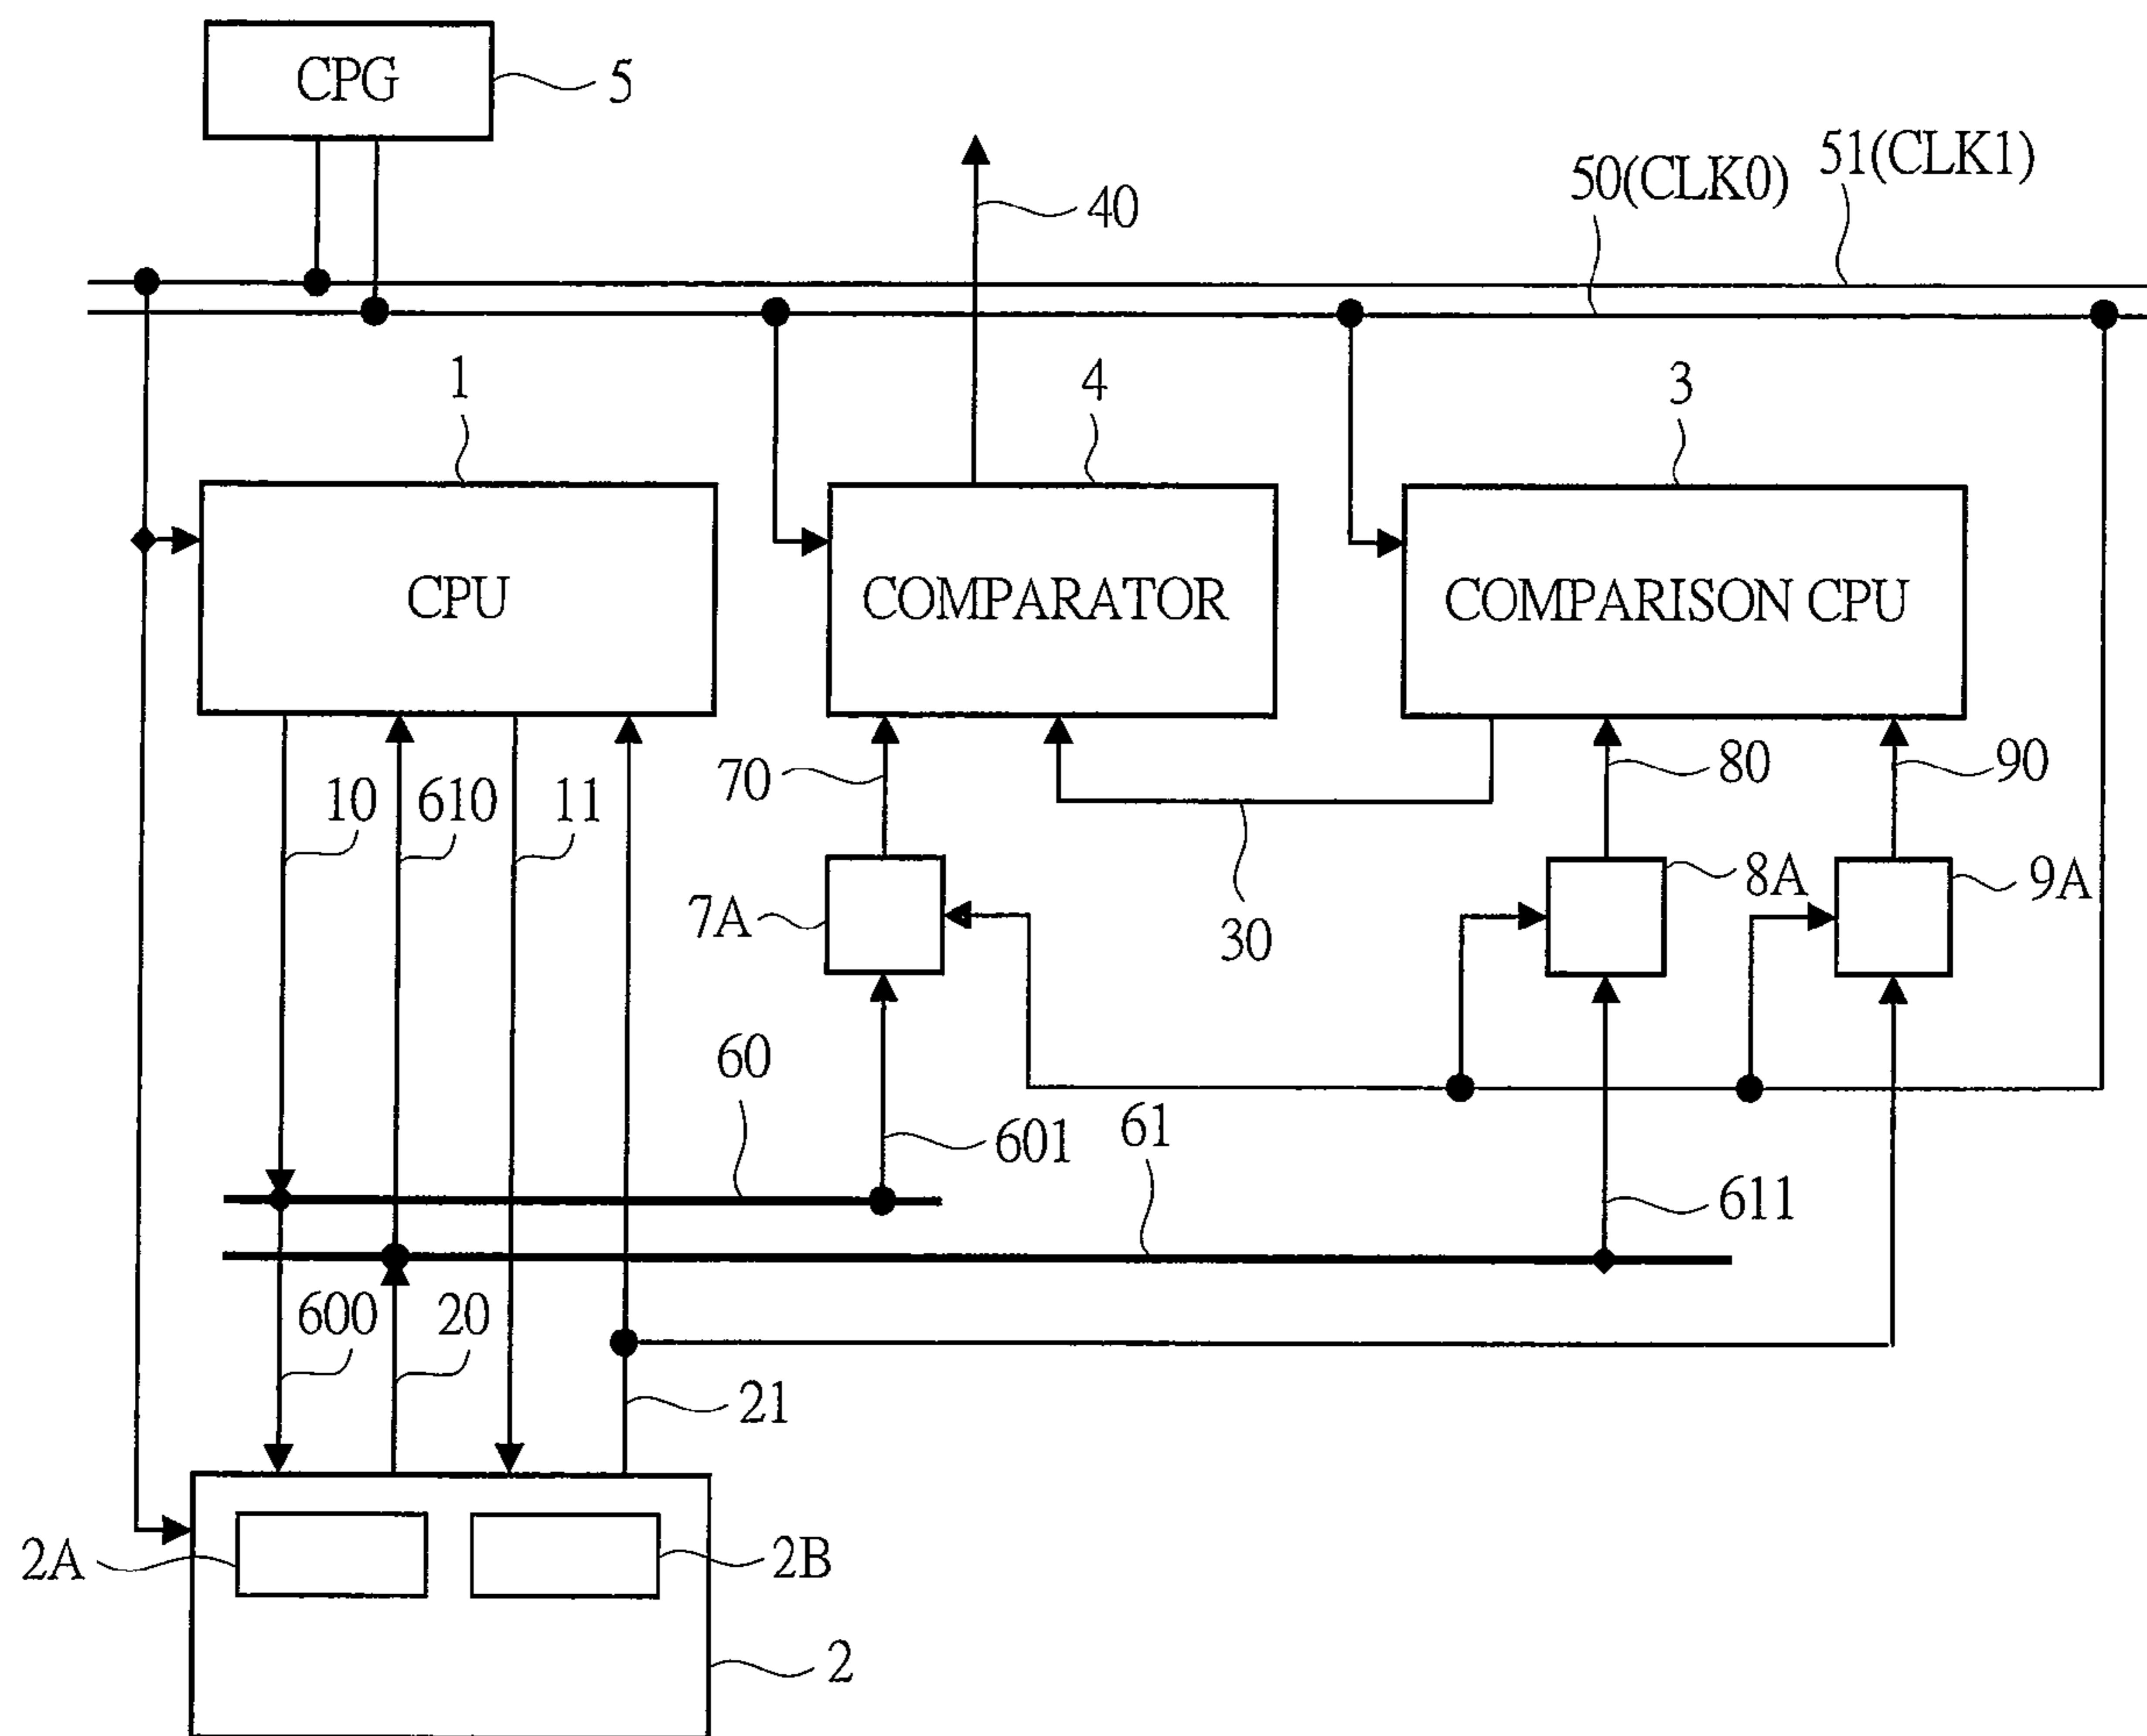 CPG
5
51(CLK1)
50(CLK0)
40
1
4
3
CPU
COMPARATOR
COMPARISON CPU
10
610
11
70
80
90
7A
30
8A
9A
60
601
61
611
600
20
21
2A
2B
2